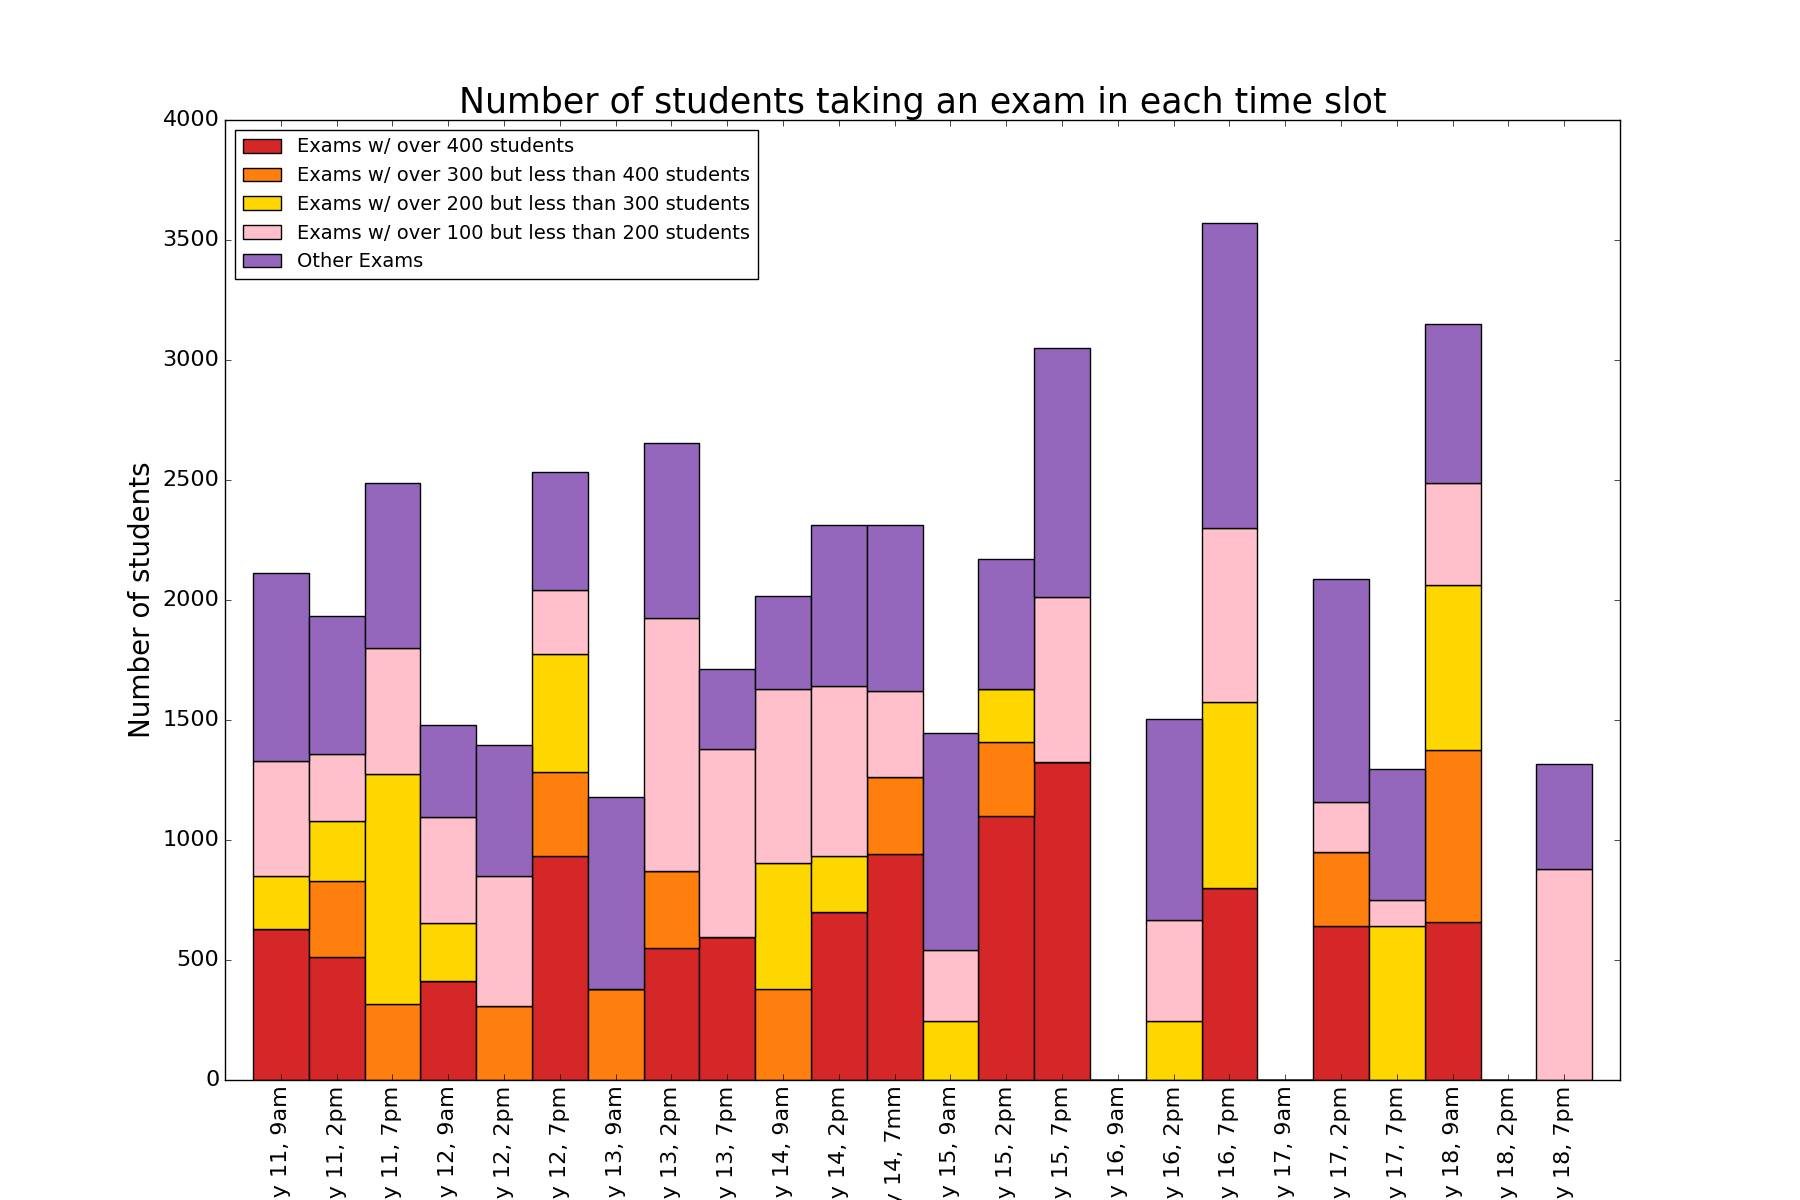 Number of students taking an exam in each time slot
Exams w/ over 400 students
Exams w/ over 300 but less than 400 students
Exams w/ over 200 but less than 300 students
Exams w/ over 100 but less than 200 students
Other Exams
Number of students
4000
3500
3000
2500
2000
1500
1000
500
0
y 11, 9am
y 11, 2pm
y 11, 7pm
y 12, 9am
y 12, 2pm
y 12, 7pm
y 13, 9am
y 13, 2pm
y 13, 7pm
y 14, 9am
y 14, 2pm
y 14, 7mm
y 15, 9am
y 15, 2pm
y 15, 7pm
y 16, 9am
y 16, 2pm
y 16, 7pm
y 17, 9am
y 17, 2pm
y 17, 7pm
y 18, 9am
y 18, 2pm
y 18, 7pm